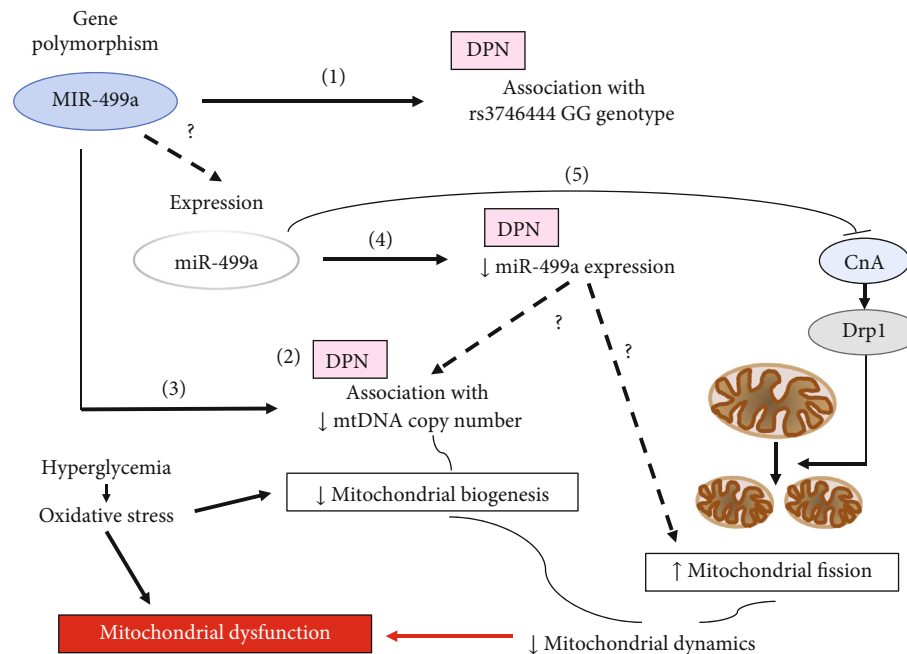 Gene
polymorphism
MIR-499a
(1)
DPN
Association with
rs3746444 GG genotype
?
Expression
miR-499a
(4)
(5)
DPN
↓ miR-499a expression
CnA
Drp1
?
?
(2)
DPN
(3)
Association with
↓ mtDNA copy number
Hyperglycemia
Oxidative stress
↓ Mitochondrial biogenesis
↑ Mitochondrial fission
Mitochondrial dysfunction
↓ Mitochondrial dynamics